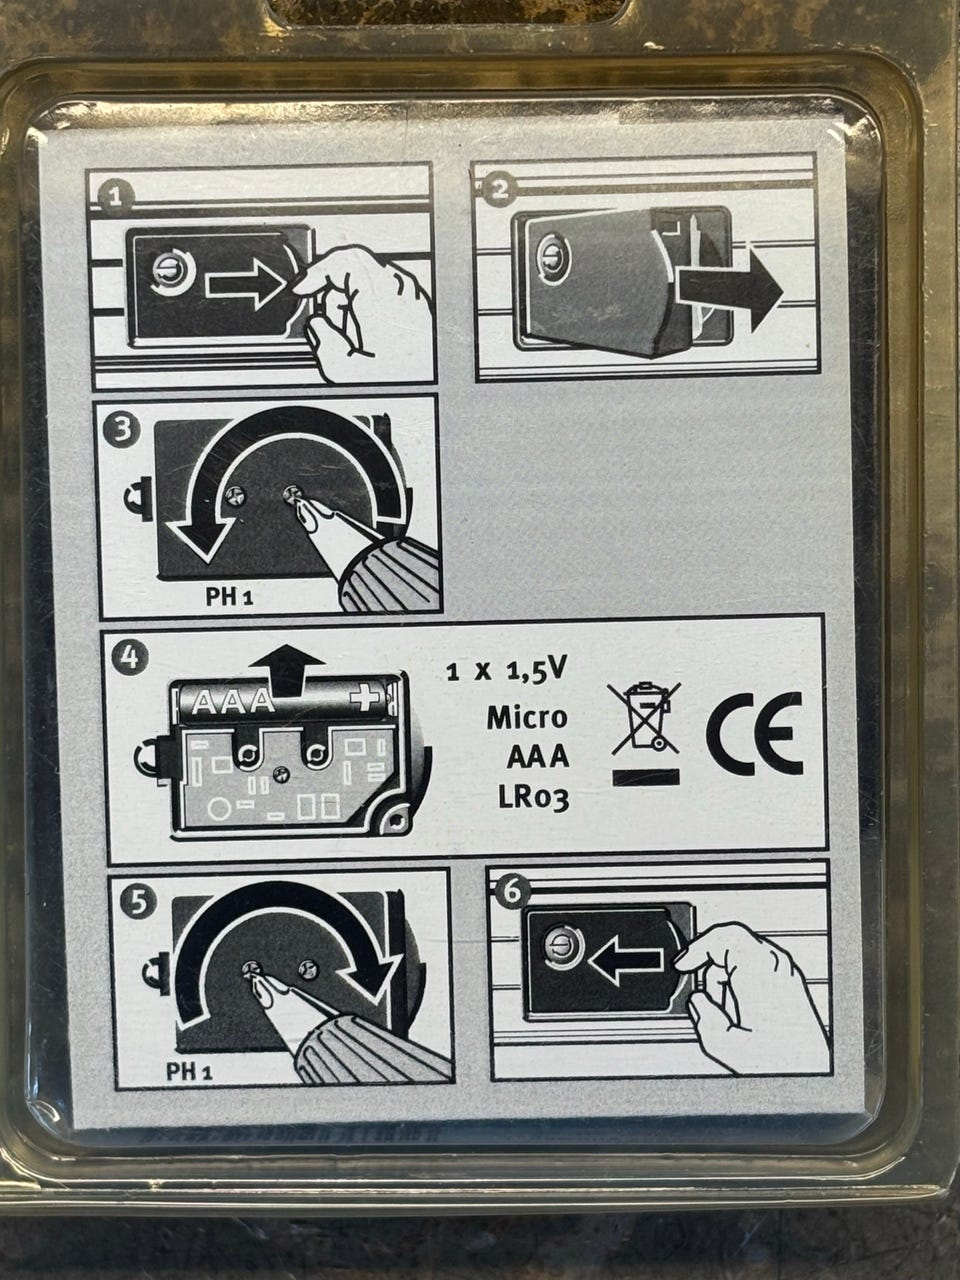 1
2
3
PH 1
4
AAA +
1 x 1,5V
Micro
AAA
LR03
CE
5
PH 1
6